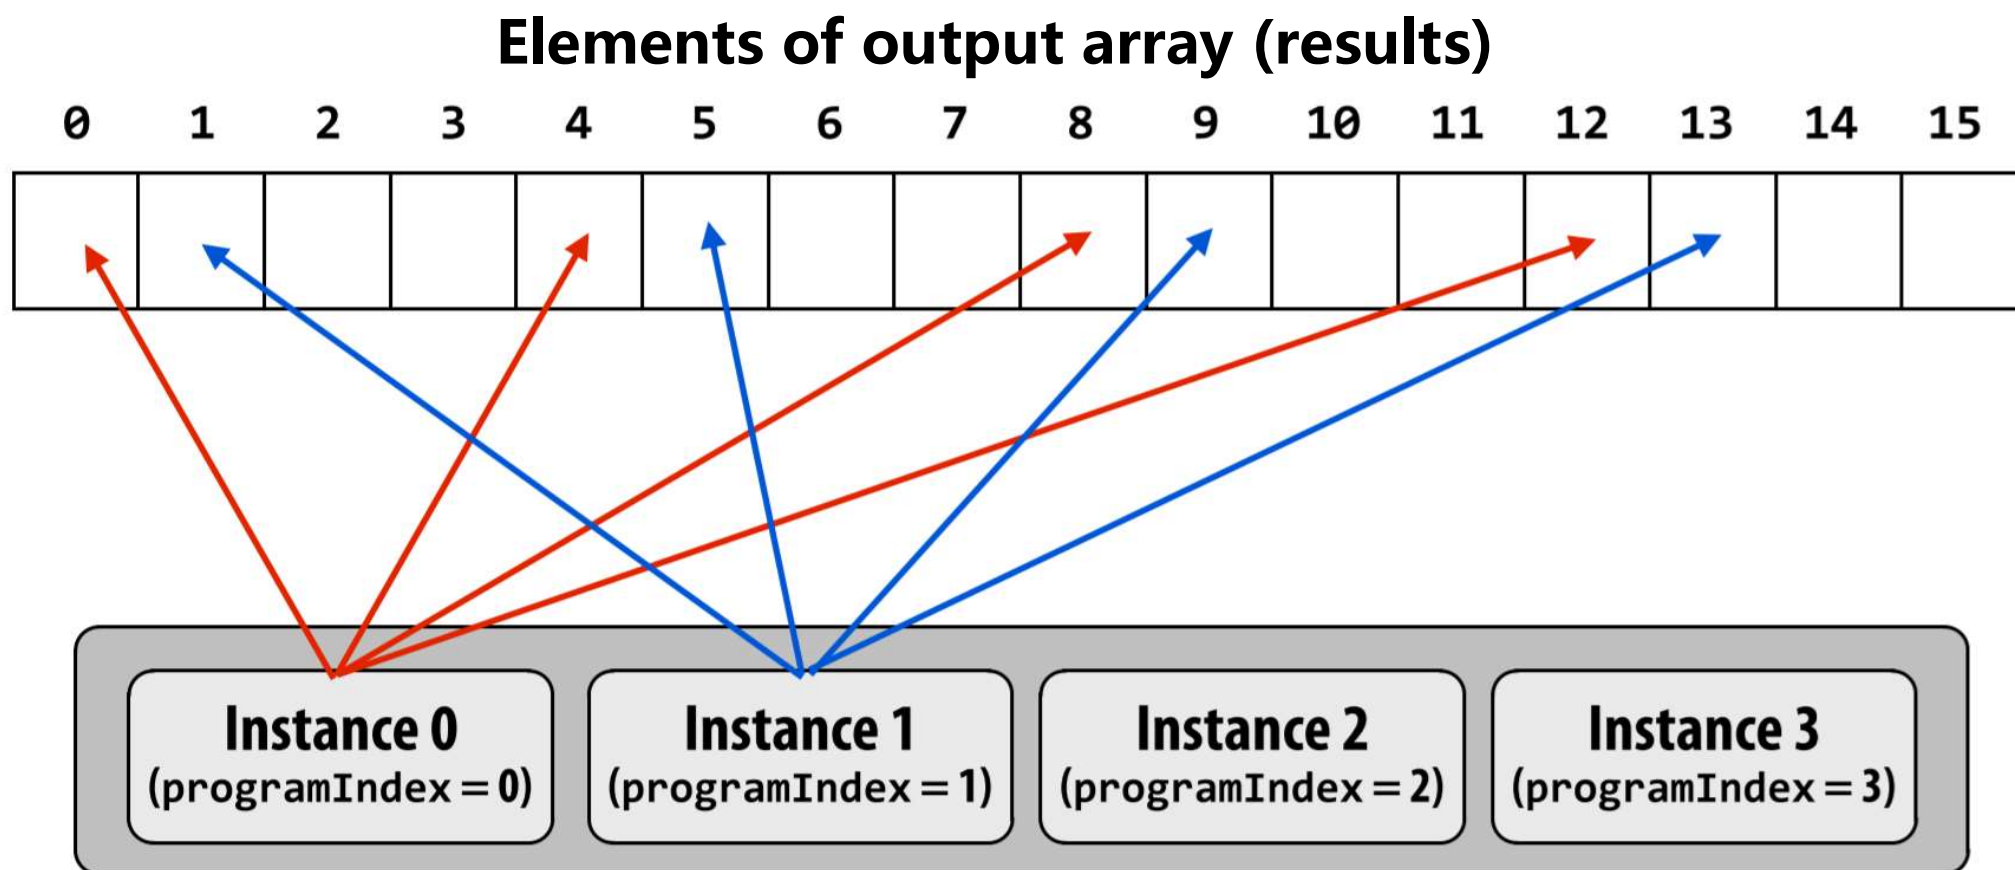 Elements of output array (results)
0 1 2 3 4 5 6 7 8 9 10 11 12 13 14 15
Instance 0
(programIndex = 0)
Instance 1
(programIndex = 1)
Instance 2
(programIndex = 2)
Instance 3
(programIndex = 3)